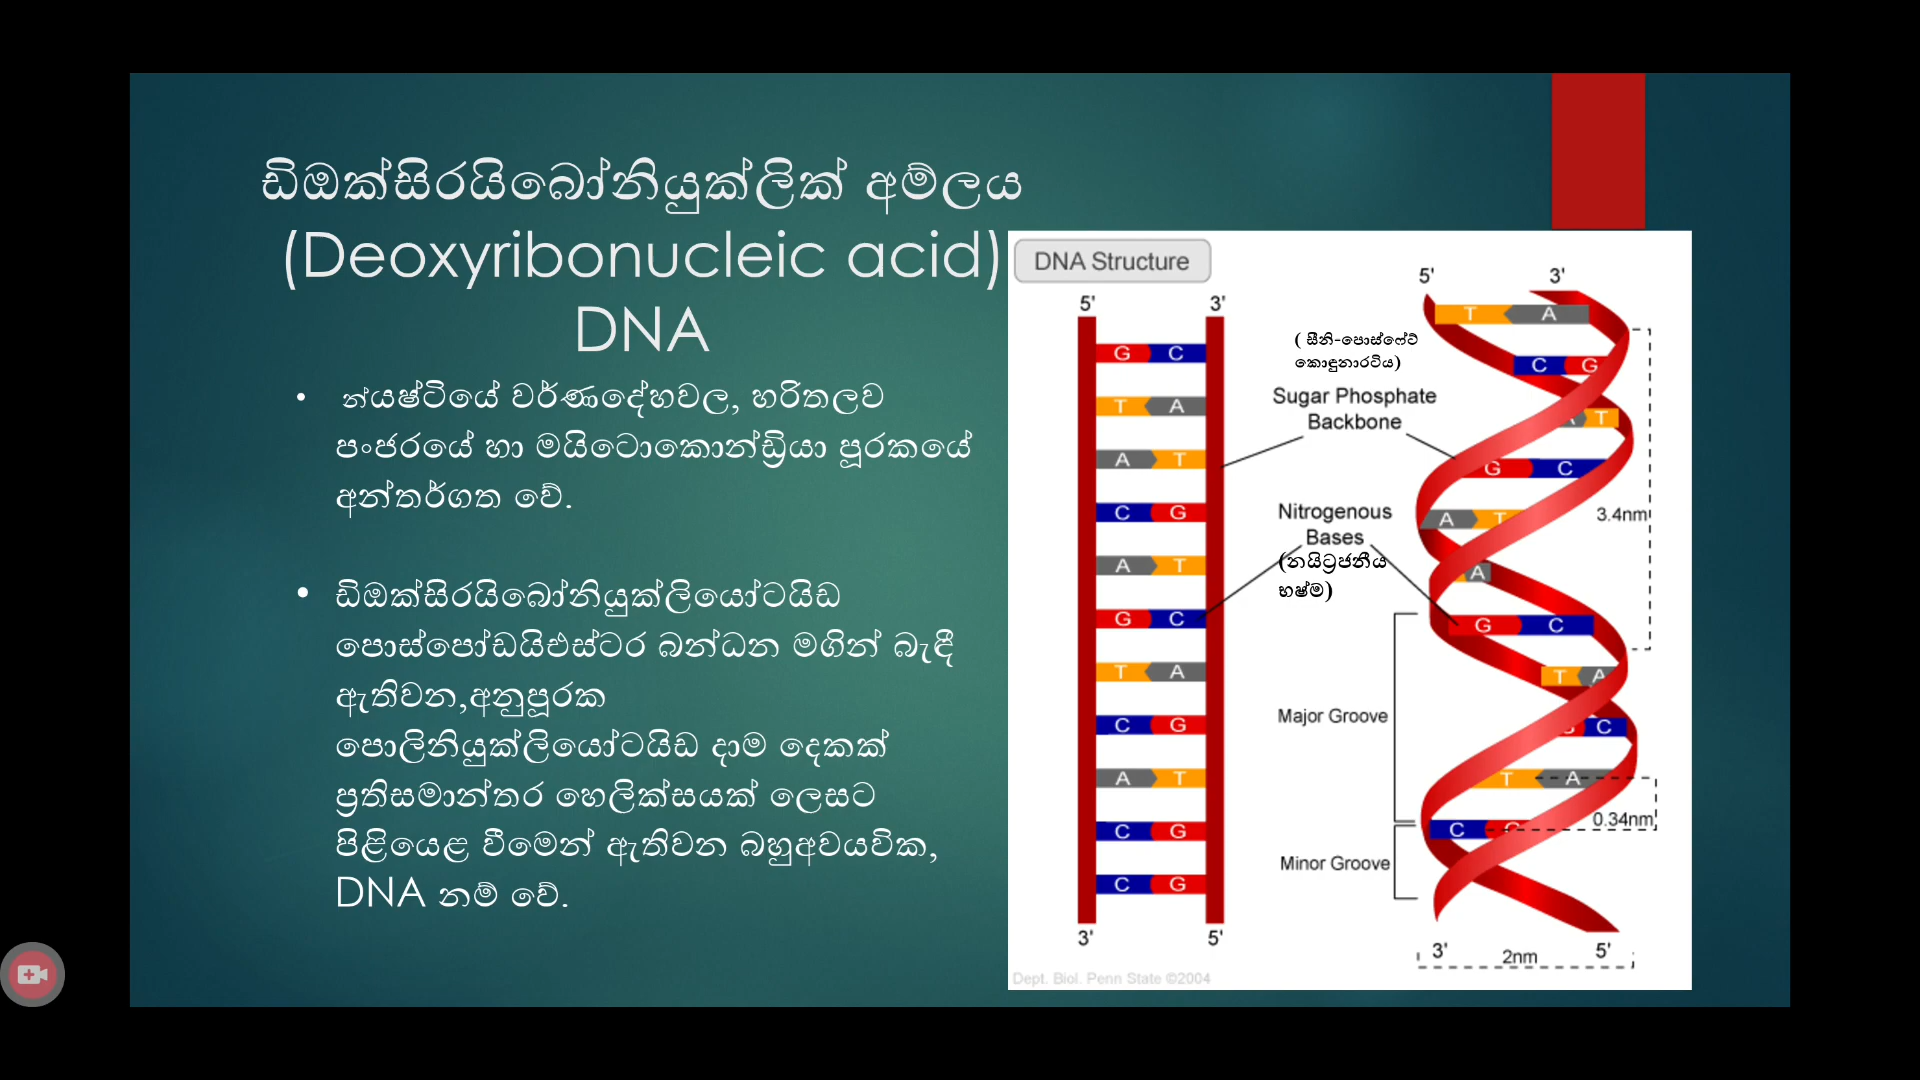 ඩිඔක්සිරයිබෝනියුක්ලික් අම්ලය
(Deoxyribonucleic acid)
DNA
• න්‍යෂ්ටියේ වර්ණදේහවල, හරිතලව
පංජරයේ හා මයිටොකොන්ඩ්‍රියා පූරකයේ
අන්තර්ගත වේ.
• ඩිඔක්සිරයිබෝනියුක්ලියෝටයිඩ
පොස්පෝඩයිඑස්ටර බන්ධන මගින් බැඳී
ඇතිවන,අනුපූරක
පොලිනියුක්ලියෝටයිඩ දාම දෙකක්
ප්‍රතිසමාන්තර හෙලික්සයක් ලෙසට
පිළියෙළ වීමෙන් ඇතිවන බහුඅවයවික,
DNA නම් වේ.
DNA Structure
5' 3'
G C
T A
A T
C G
A T
G C
T A
C G
A T
C G
C G
3' 5'
( සීනි-පොස්ෆේට්
කොඳුනාරටිය)
Sugar Phosphate
Backbone
Nitrogenous
Bases
(නයිට්‍රජනීය
භෂ්ම)
Major Groove
Minor Groove
5' 3'
T A
C G
A T
G C
A T
A
G C
T A
G C
T A
C G
3.4nm
0.34nm
3' 5'
2nm
Dept. Biol. Penn State ©2004